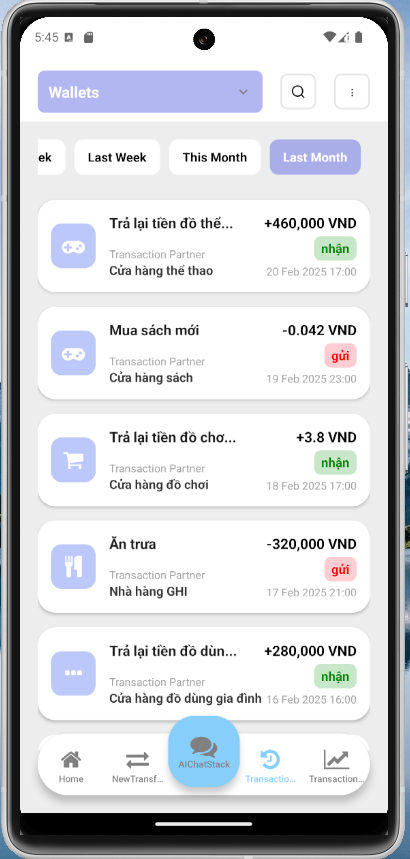 5:45
Wallets
ek
Last Week
This Month
Last Month
Trả lại tiền đồ thể...
+460,000 VND
nhận
Transaction Partner
Cửa hàng thể thao
20 Feb 2025 17:00
Mua sách mới
-0.042 VND
gửi
Transaction Partner
Cửa hàng sách
19 Feb 2025 23:00
Trả lại tiền đồ chơ...
+3.8 VND
nhận
Transaction Partner
Cửa hàng đồ chơi
18 Feb 2025 17:00
Ăn trưa
-320,000 VND
gửi
Transaction Partner
Nhà hàng GHI
17 Feb 2025 21:00
Trả lại tiền đồ dùn...
+280,000 VND
nhận
Transaction Partner
Cửa hàng đồ dùng gia đình
16 Feb 2025 16:00
Home
NewTransf...
AIChatStack
Transactio...
Transaction...